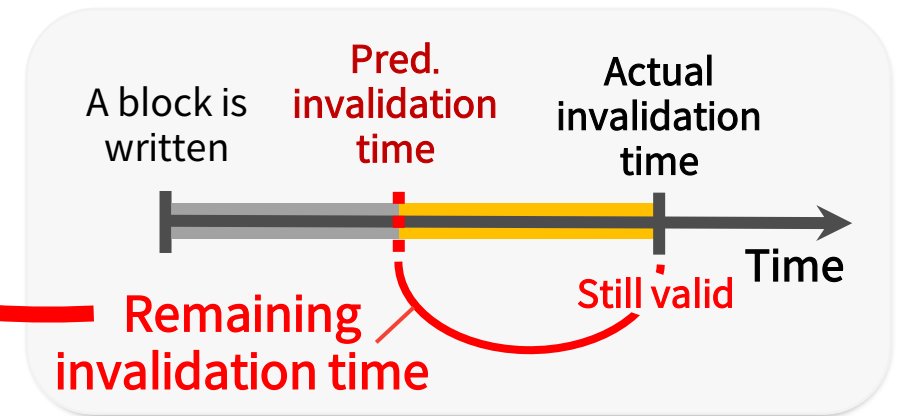 A block is
written
Pred.
invalidation
time
Actual
invalidation
time
Time
Still valid
Remaining
invalidation time